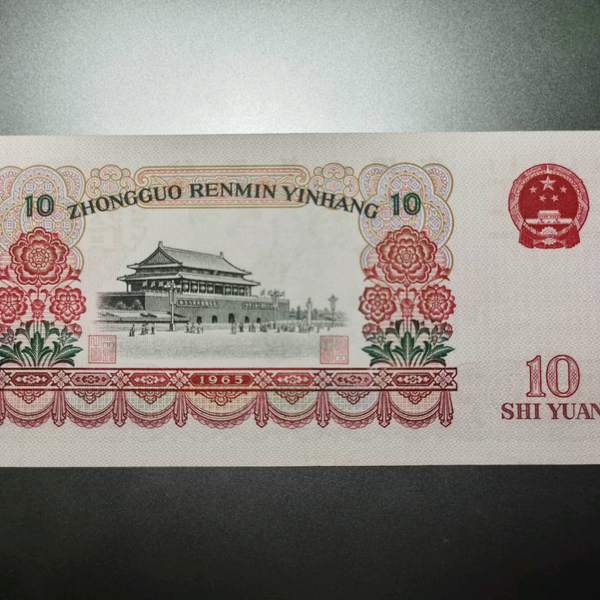 10 ZHONGGUO RENMIN YINHANG 10
1965
10
SHI YUAN